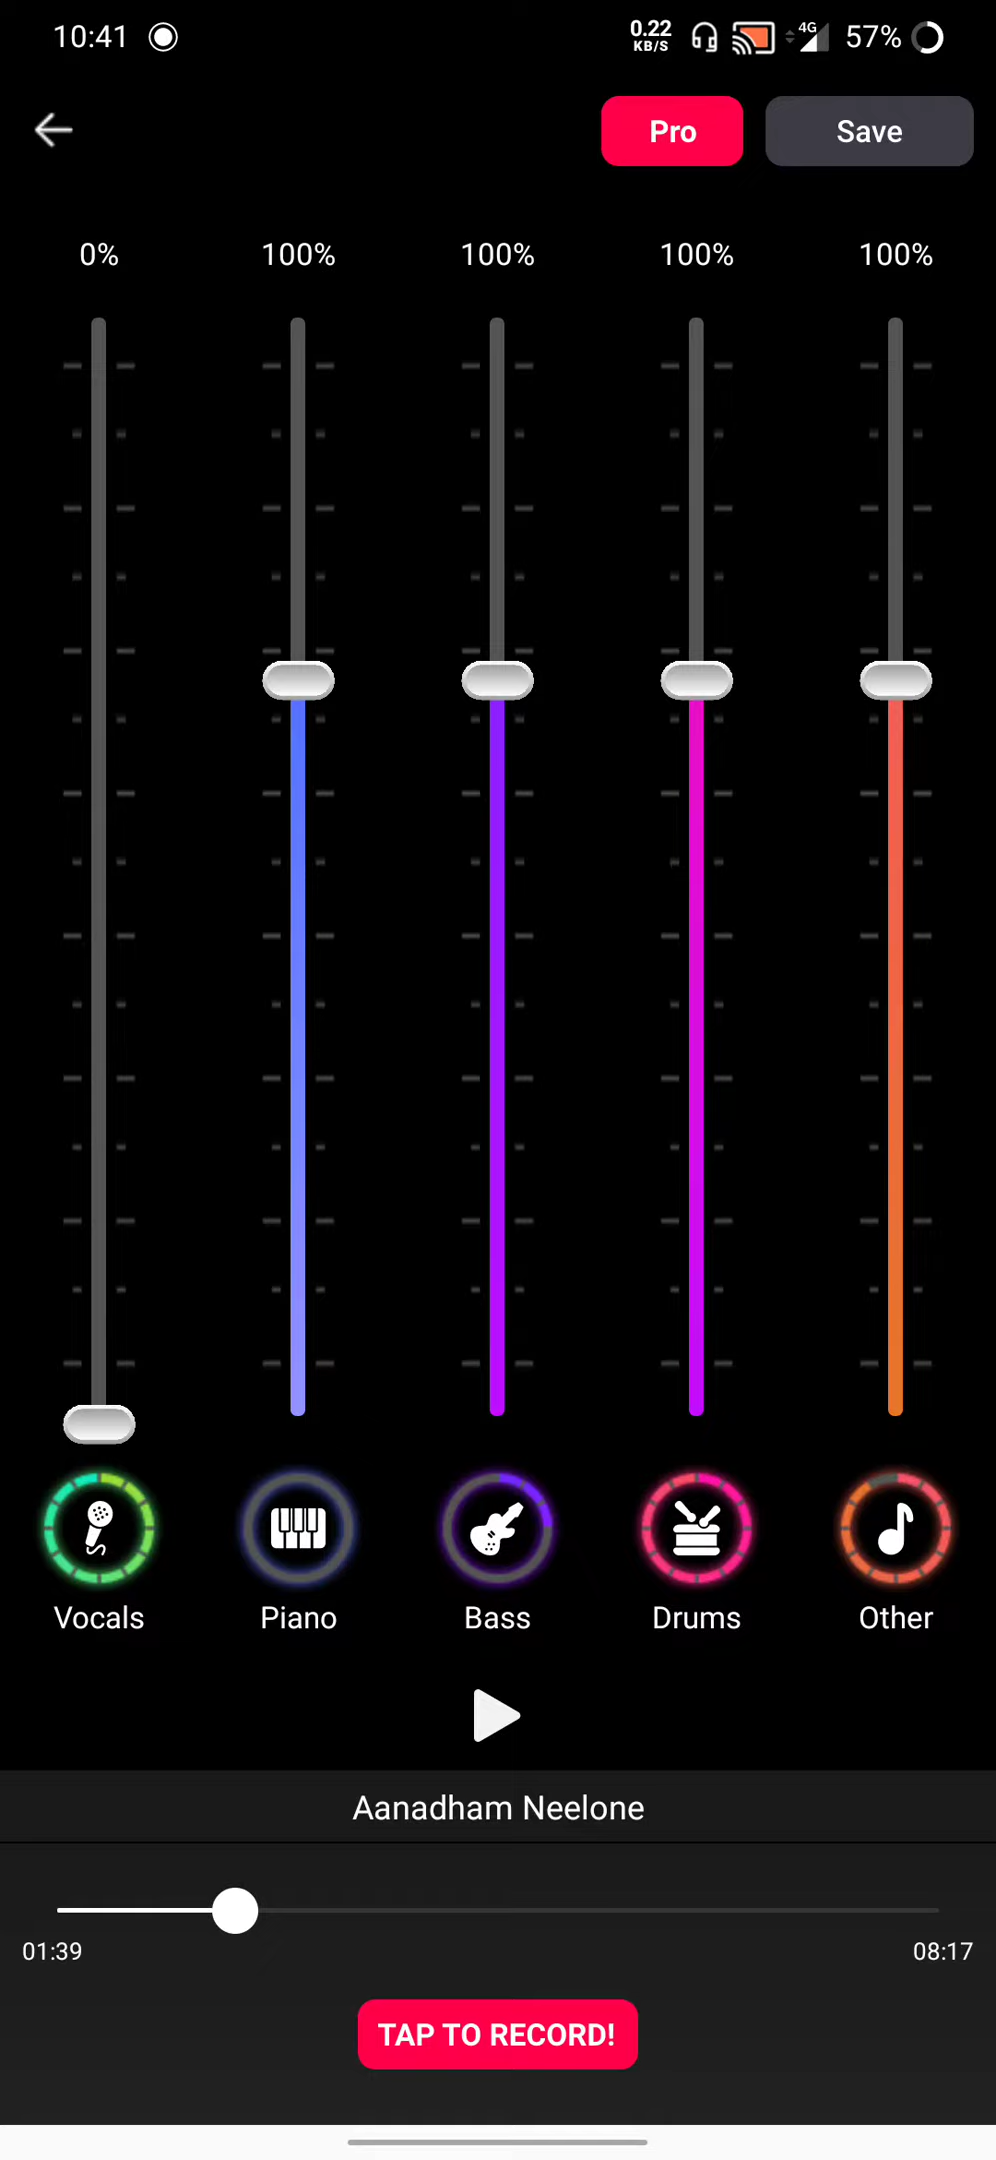 10:41
0.22 KB/S 4G 57%
Pro Save
0% 100% 100% 100% 100%
Vocals Piano Bass Drums Other
Aanadham Neelone
01:39 08:17
TAP TO RECORD!